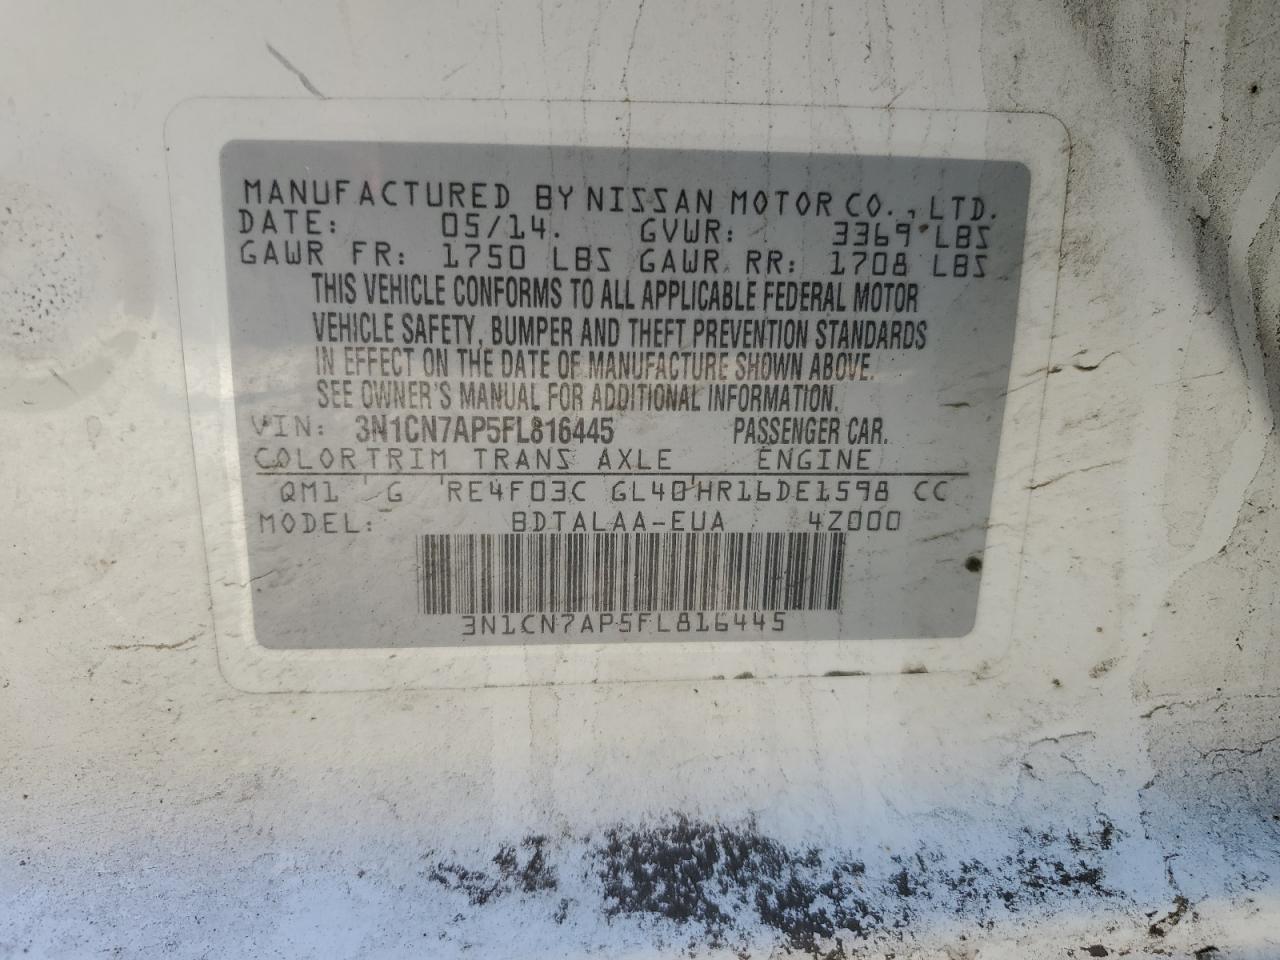 MANUFACTURED BY NISSAN MOTOR CO., LTD.
DATE: 05/14. GVWR: 3369 LBS
GAWR FR: 1750 LBS GAWR RR: 1708 LBS
THIS VEHICLE CONFORMS TO ALL APPLICABLE FEDERAL MOTOR
VEHICLE SAFETY, BUMPER AND THEFT PREVENTION STANDARDS
IN EFFECT ON THE DATE OF MANUFACTURE SHOWN ABOVE.
SEE OWNER'S MANUAL FOR ADDITIONAL INFORMATION.
VIN: 3N1CN7AP5FL816445 PASSENGER CAR.
COLOR TRIM TRANS AXLE ENGINE
QM1 G RE4F03C GL40 HR16DE1598 CC
MODEL: BDTALAA-EUA 4Z000
3N1CN7AP5FL816445